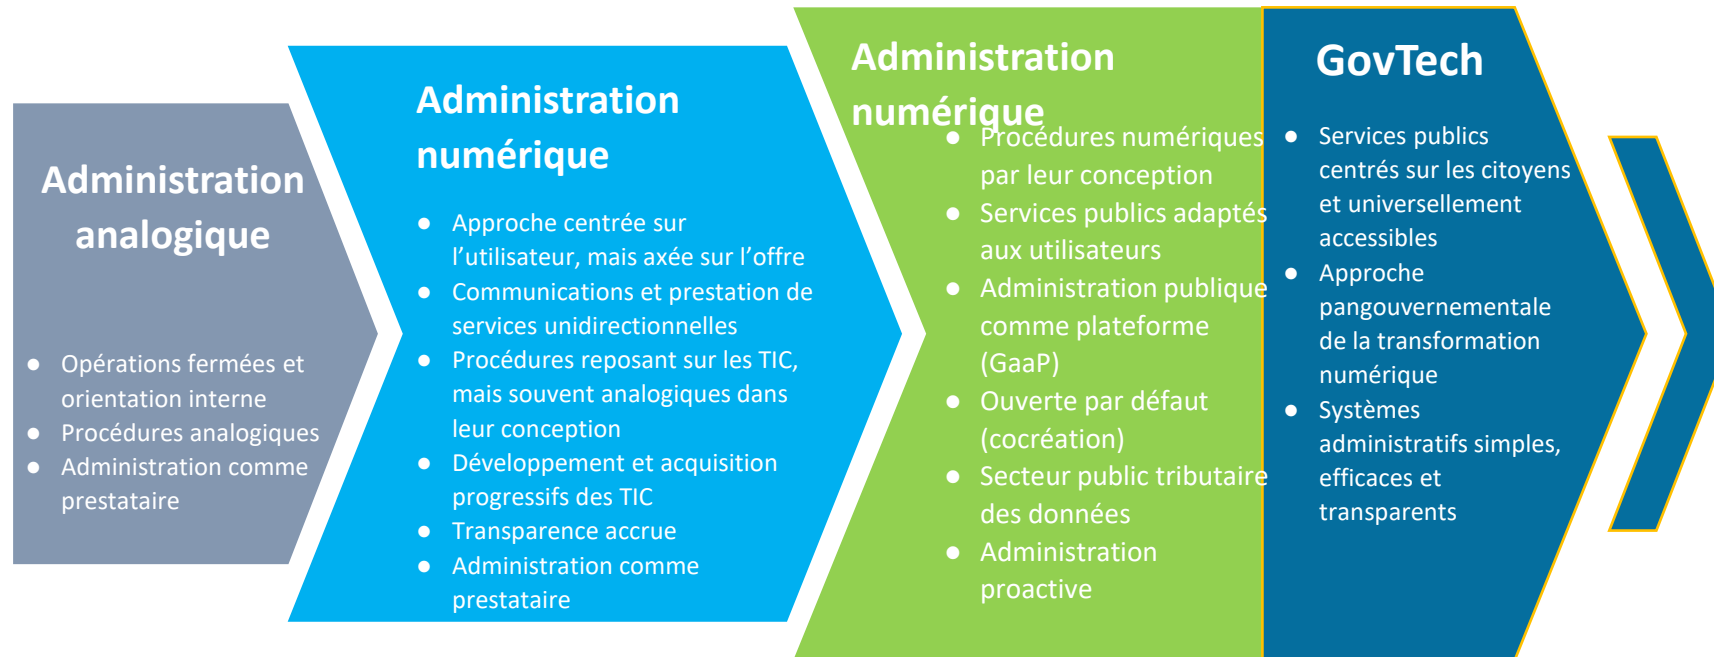 Administration
analogique
● Opérations fermées et
orientation interne
● Procédures analogiques
● Administration comme
prestataire
Administration
numérique
● Approche centrée sur
l’utilisateur, mais axée sur l’offre
● Communications et prestation de
services unidirectionnelles
● Procédures reposant sur les TIC,
mais souvent analogiques dans
leur conception
● Développement et acquisition
progressifs des TIC
● Transparence accrue
● Administration comme
prestataire
Administration
numérique
● Procédures numériques
par leur conception
● Services publics adaptés
aux utilisateurs
● Administration publique
comme plateforme
(GaaP)
● Ouverte par défaut
(cocréation)
● Secteur public tributaire
des données
● Administration
proactive
GovTech
● Services publics
centrés sur les citoyens
et universellement
accessibles
● Approche
pangouvernementale
de la transformation
numérique
● Systèmes
administratifs simples,
efficaces et
transparents